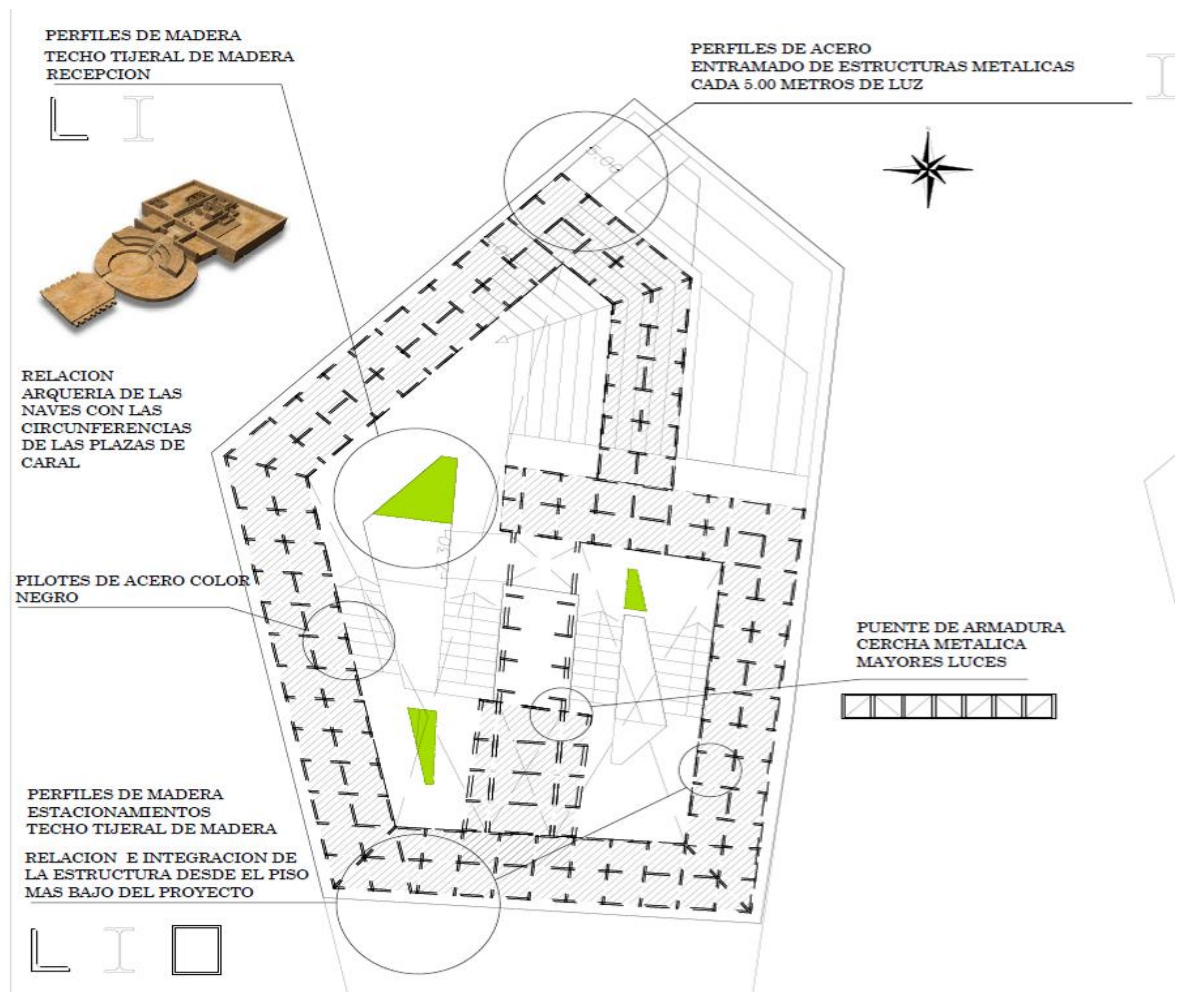 PERFILES DE MADERA
TECHO TIJERAL DE MADERA
RECEPCION
PERFILES DE ACERO
ENTRAMADO DE ESTRUCTURAS METALICAS
CADA 5.00 METROS DE LUZ
RELACION
ARQUERIA DE LAS
NAVES CON LAS
CIRCUNFERENCIAS
DE LAS PLAZAS DE
CARAL
PILOTES DE ACERO COLOR
NEGRO
PUENTE DE ARMADURA
CERCHA METALICA
MAYORES LUCES
PERFILES DE MADERA
ESTACIONAMIENTOS
TECHO TIJERAL DE MADERA
RELACION E INTEGRACION DE
LA ESTRUCTURA DESDE EL PISO
MAS BAJO DEL PROYECTO